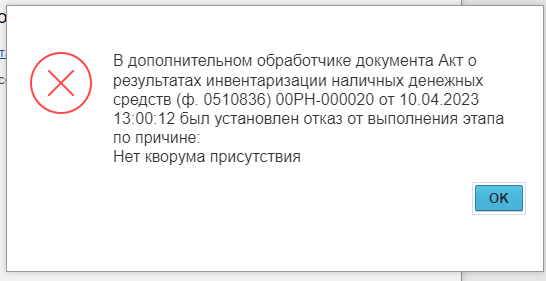 В дополнительном обработчике документа Акт о
результатах инвентаризации наличных денежных
средств (ф. 0510836) 00РН-000020 от 10.04.2023
13:00:12 был установлен отказ от выполнения этапа
по причине:
Нет кворума присутствия
OK